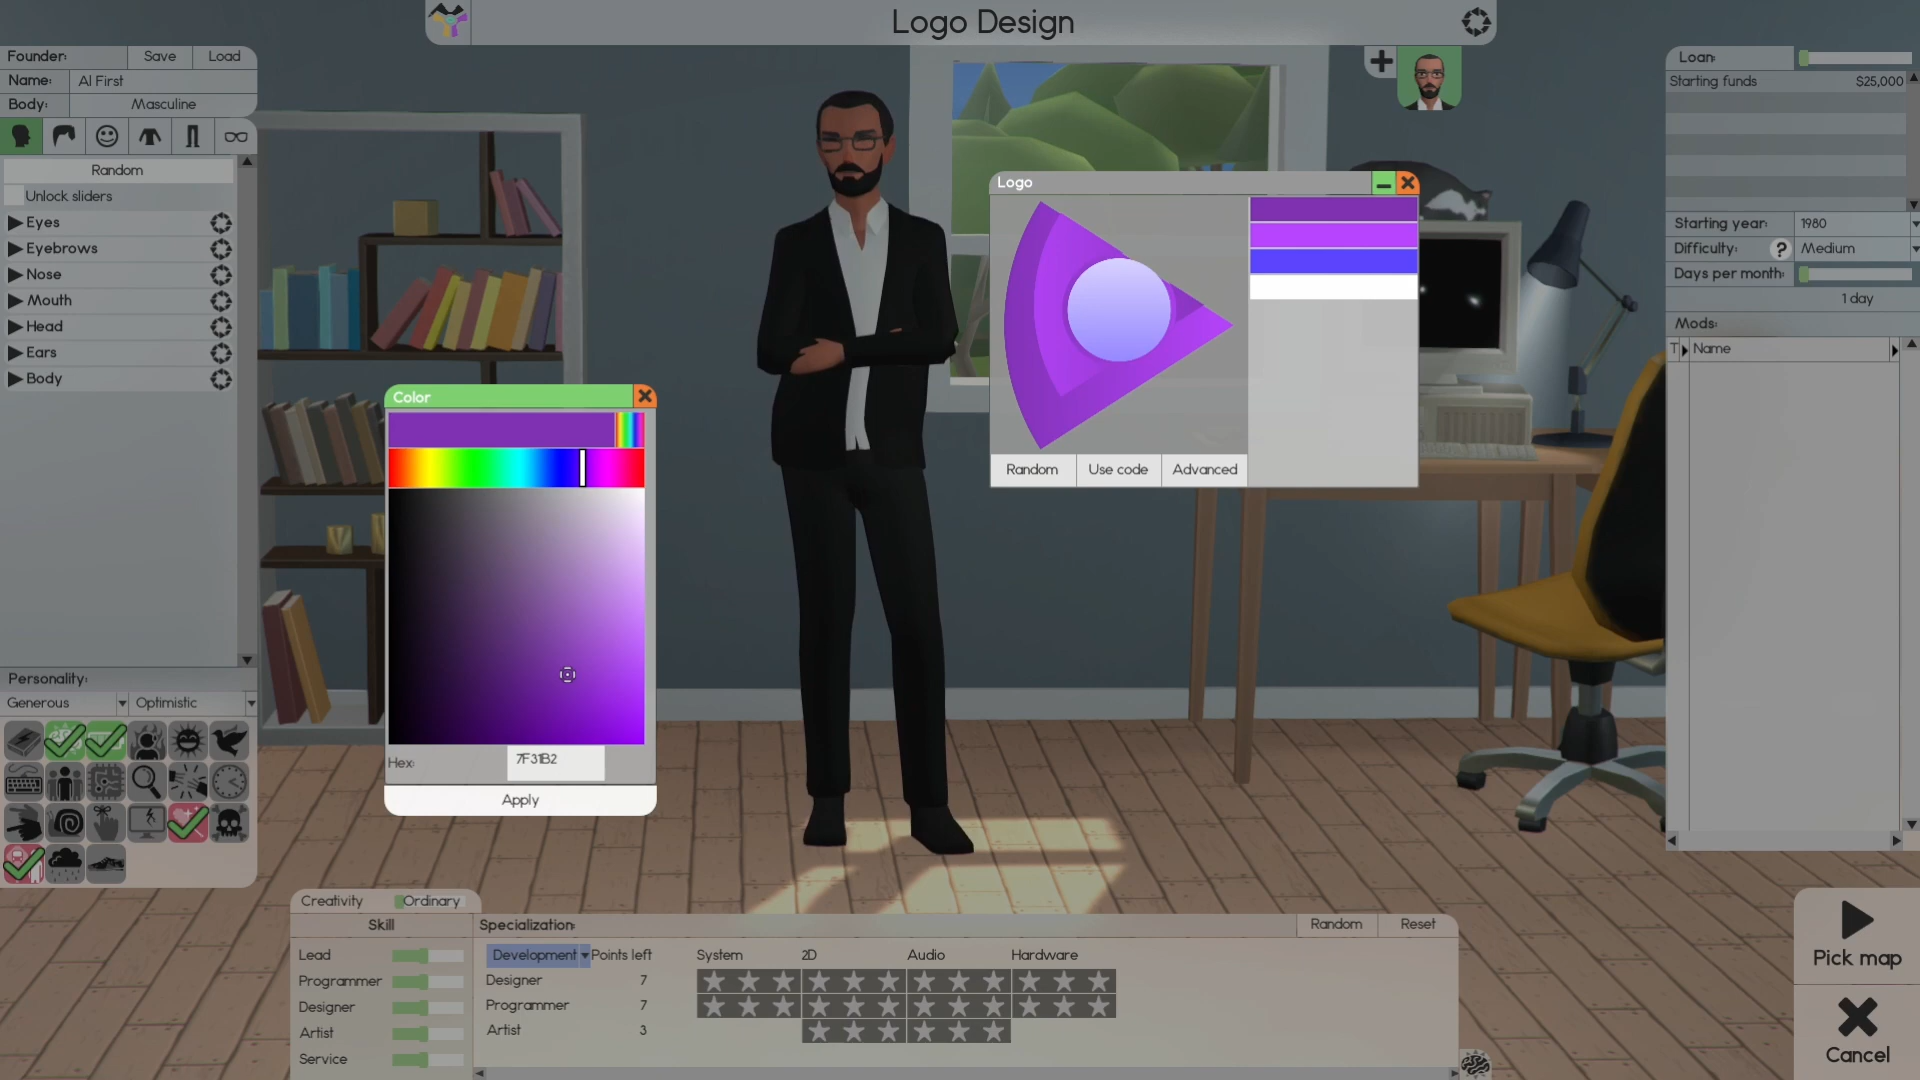 Logo Design
Founder:
Save
Load
Name:
AI First
Body:
Masculine
Random
Unlock sliders
Eyes
Eyebrows
Nose
Mouth
Head
Ears
Body
Personality:
Generous
Optimistic
Color
Hex:
7F31B2
Apply
Logo
Random
Use code
Advanced
Loan:
Starting funds
$25,000
Starting year:
1980
Difficulty:
?
Medium
Days per month:
1 day
Mods:
T
Name
Creativity
Ordinary
Skill
Lead
Programmer
Designer
Artist
Service
Specialization:
Random
Reset
Development
Points left
System
2D
Audio
Hardware
Designer
7
Programmer
7
Artist
3
Pick map
Cancel